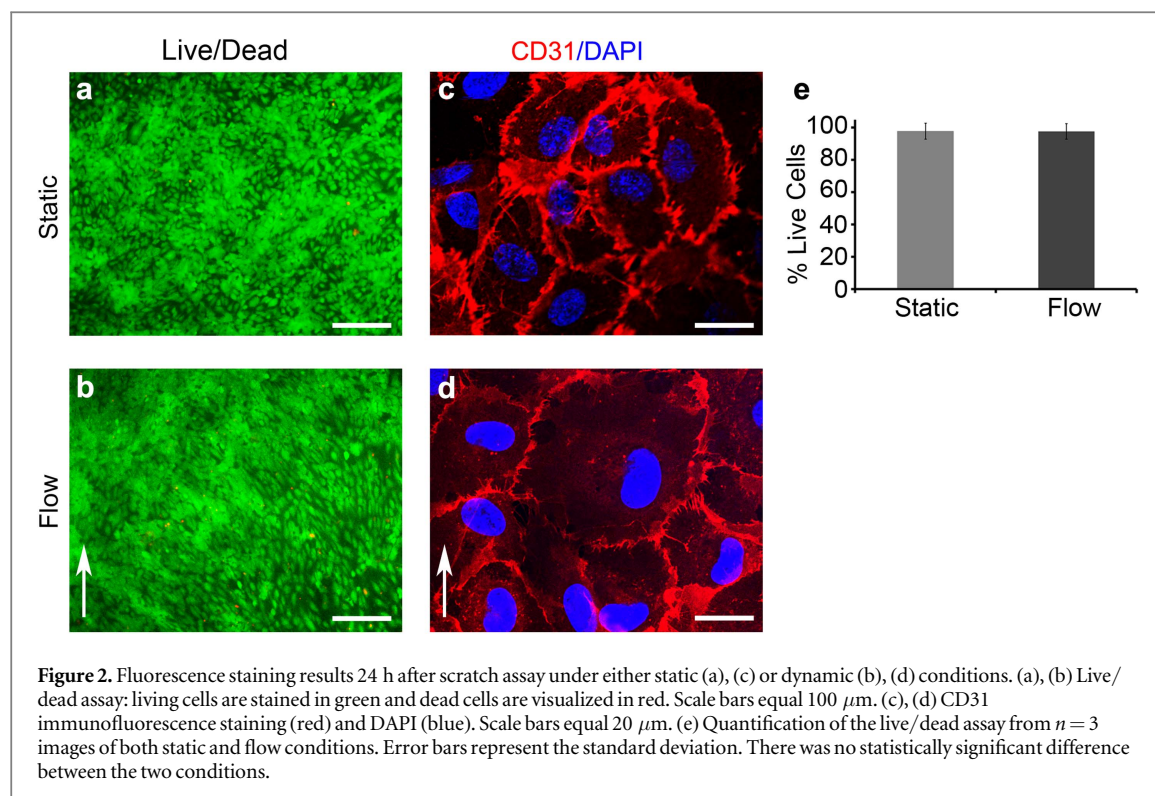 Live/Dead
CD31/DAPI
a
c
e
Static
% Live Cells
100
80
60
40
20
0
Static
Flow
b
d
Flow
Figure 2. Fluorescence staining results 24 h after scratch assay under either static (a), (c) or dynamic (b), (d) conditions. (a), (b) Live/
dead assay: living cells are stained in green and dead cells are visualized in red. Scale bars equal 100 μm. (c), (d) CD31
immunofluorescence staining (red) and DAPI (blue). Scale bars equal 20 μm. (e) Quantification of the live/dead assay from n = 3
images of both static and flow conditions. Error bars represent the standard deviation. There was no statistically significant difference
between the two conditions.